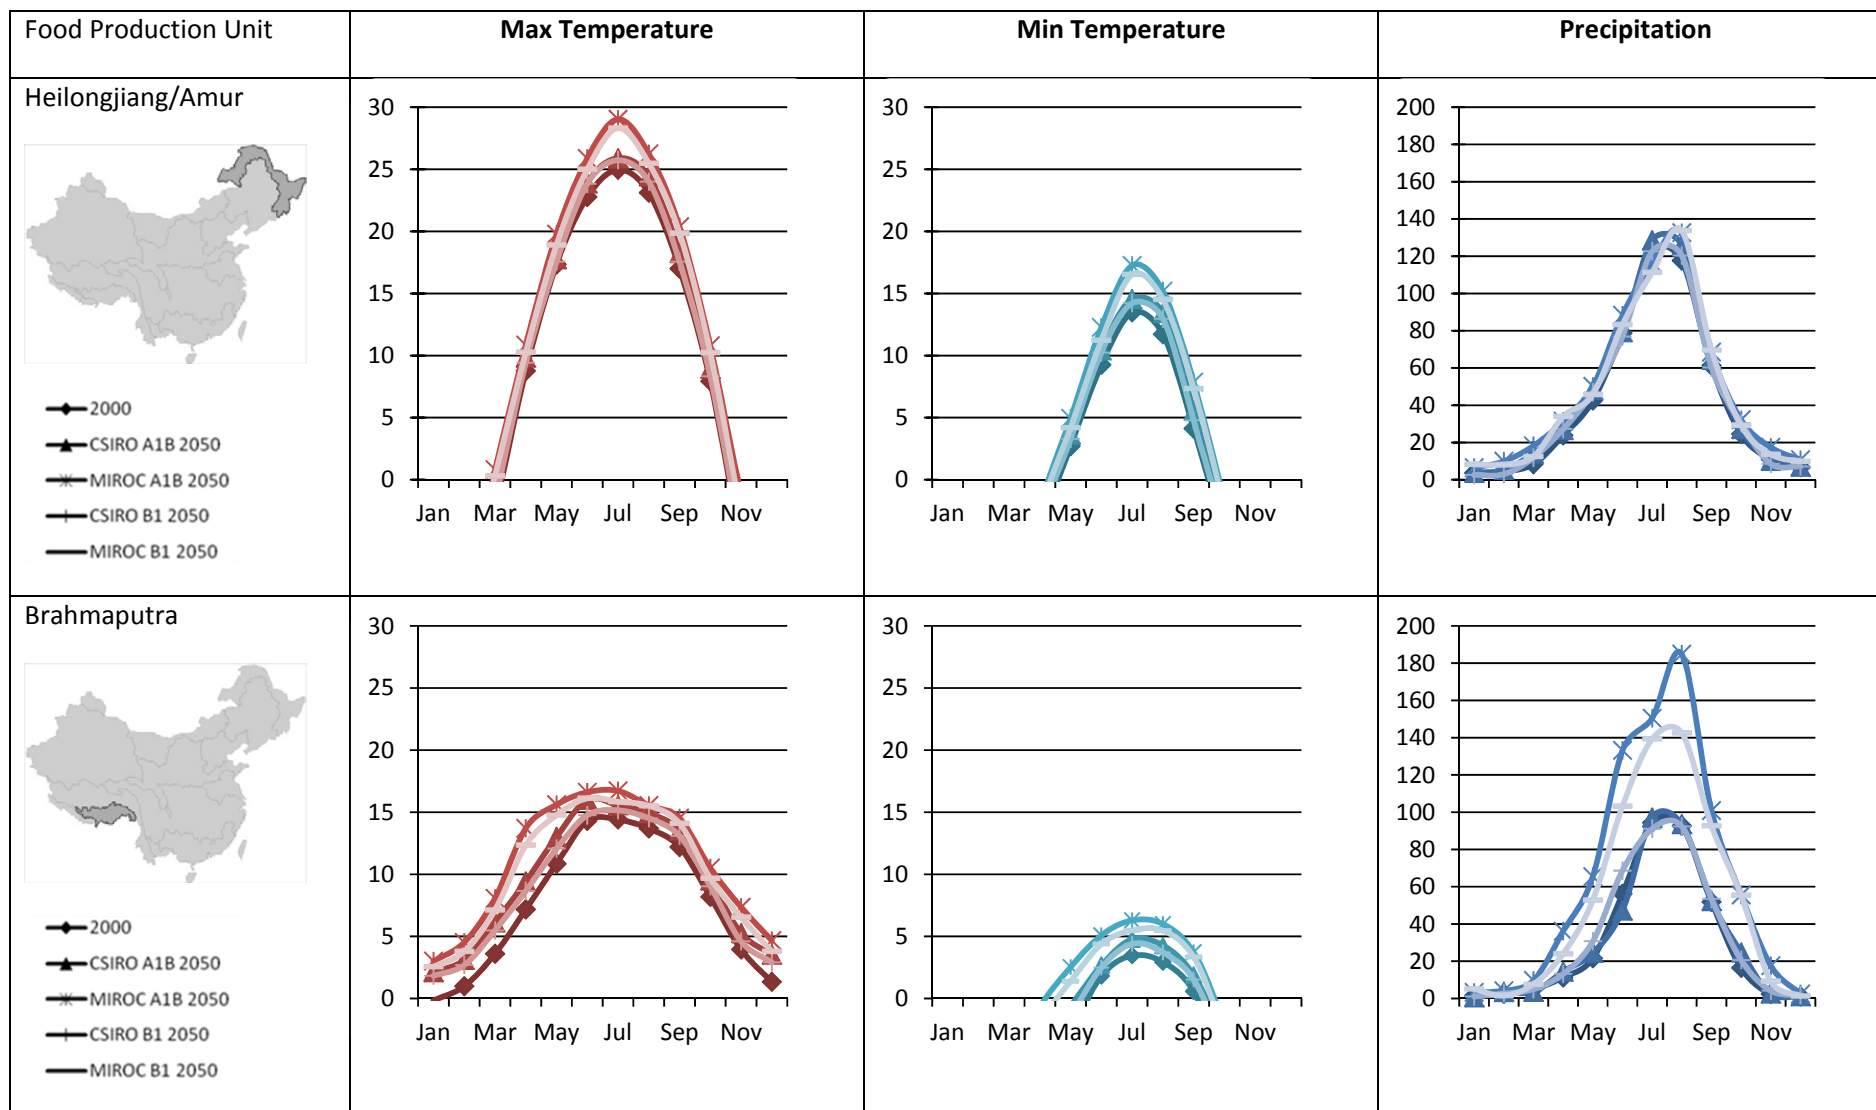 Food Production Unit
Max Temperature
Min Temperature
Precipitation
Heilongjiang/Amur
2000
CSIRO A1B 2050
MIROC A1B 2050
CSIRO B1 2050
MIROC B1 2050
30
25
20
15
10
5
0
Jan Mar May Jul Sep Nov
30
25
20
15
10
5
0
Jan Mar May Jul Sep Nov
200
180
160
140
120
100
80
60
40
20
0
Jan Mar May Jul Sep Nov
Brahmaputra
2000
CSIRO A1B 2050
MIROC A1B 2050
CSIRO B1 2050
MIROC B1 2050
30
25
20
15
10
5
0
Jan Mar May Jul Sep Nov
30
25
20
15
10
5
0
Jan Mar May Jul Sep Nov
200
180
160
140
120
100
80
60
40
20
0
Jan Mar May Jul Sep Nov